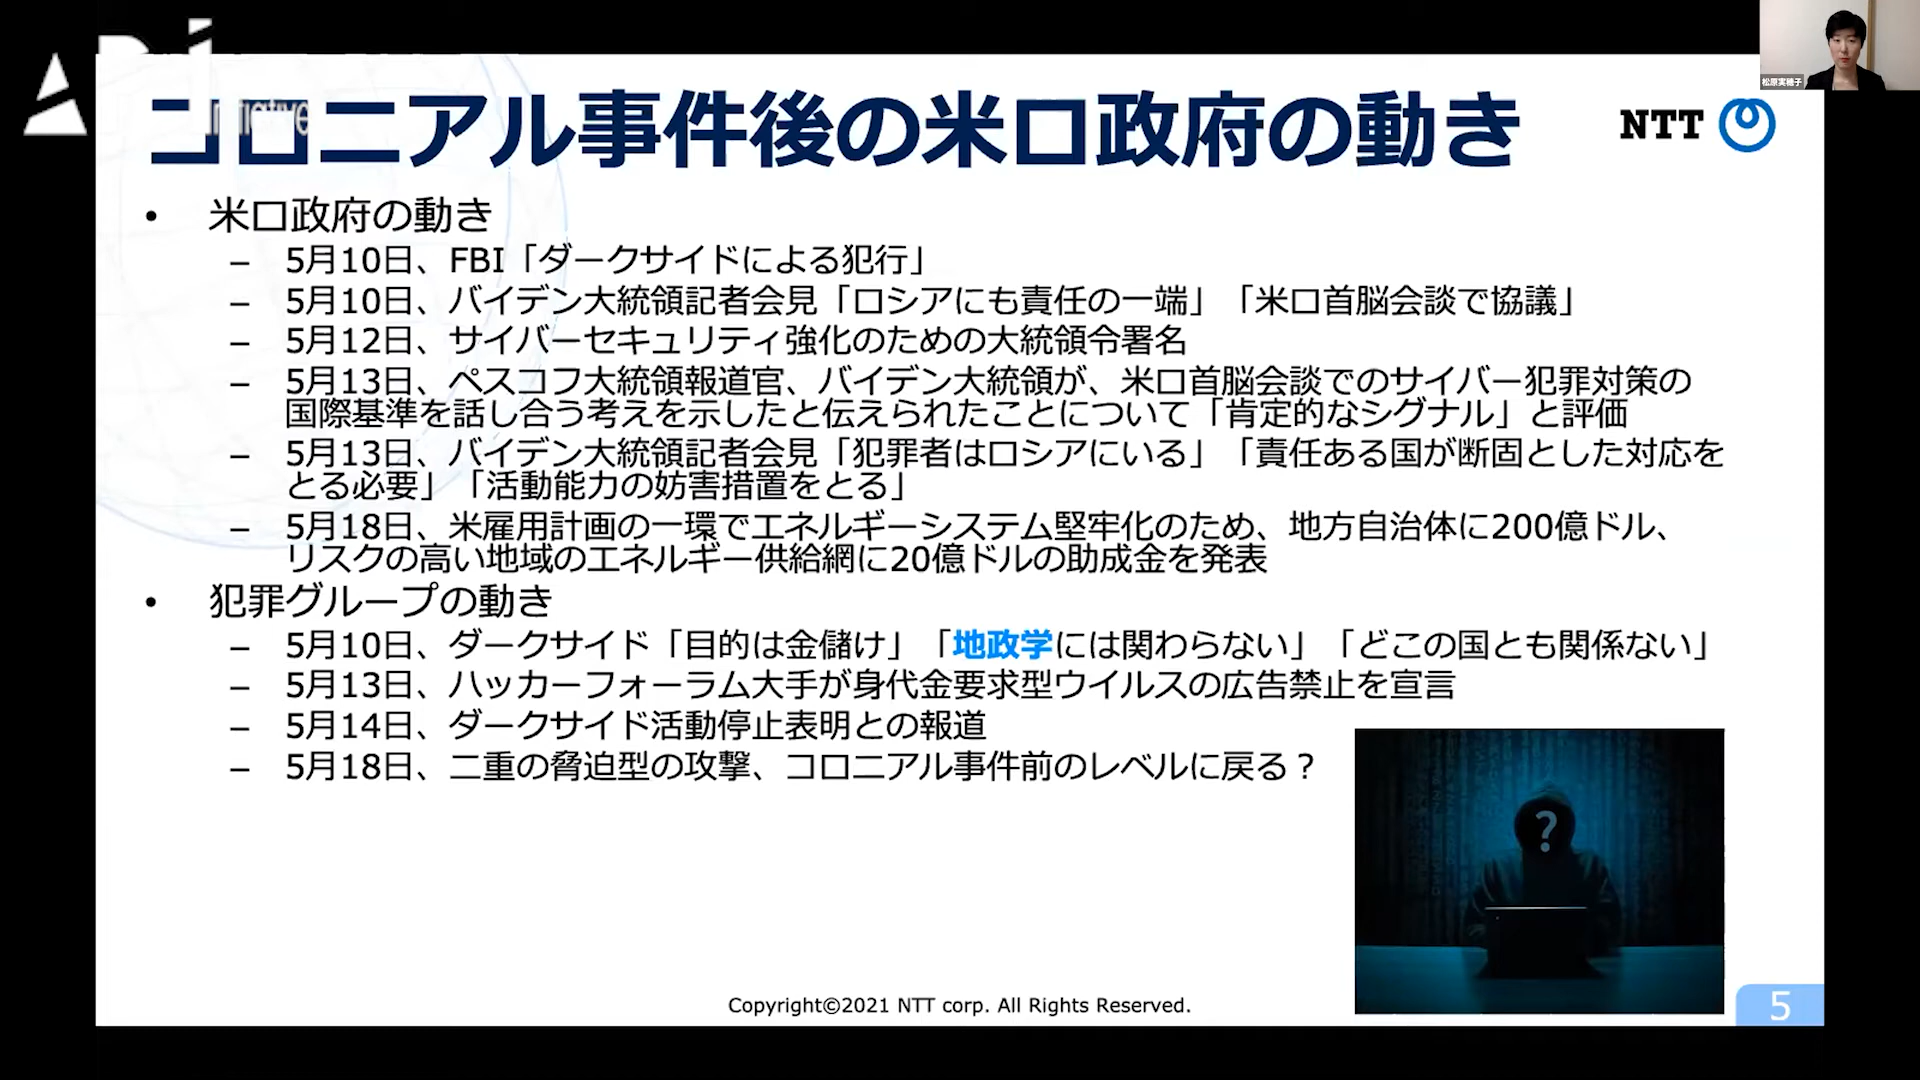 Initiative
松原実穂子
コロニアル事件後の米ロ政府の動き
NTT
• 米ロ政府の動き
– 5月10日、FBI「ダークサイドによる犯行」
– 5月10日、バイデン大統領記者会見「ロシアにも責任の一端」「米ロ首脳会談で協議」
– 5月12日、サイバーセキュリティ強化のための大統領令署名
– 5月13日、ペスコフ大統領報道官、バイデン大統領が、米ロ首脳会談でのサイバー犯罪対策の
国際基準を話し合う考えを示したと伝えられたことについて「肯定的なシグナル」と評価
– 5月13日、バイデン大統領記者会見「犯罪者はロシアにいる」「責任ある国が断固とした対応を
とる必要」「活動能力の妨害措置をとる」
– 5月18日、米雇用計画の一環でエネルギーシステム堅牢化のため、地方自治体に200億ドル、
リスクの高い地域のエネルギー供給網に20億ドルの助成金を発表
• 犯罪グループの動き
– 5月10日、ダークサイド「目的は金儲け」「地政学には関わらない」「どこの国とも関係ない」
– 5月13日、ハッカーフォーラム大手が身代金要求型ウイルスの広告禁止を宣言
– 5月14日、ダークサイド活動停止表明との報道
– 5月18日、二重の脅迫型の攻撃、コロニアル事件前のレベルに戻る？
?
Copyright©2021 NTT corp. All Rights Reserved.
5